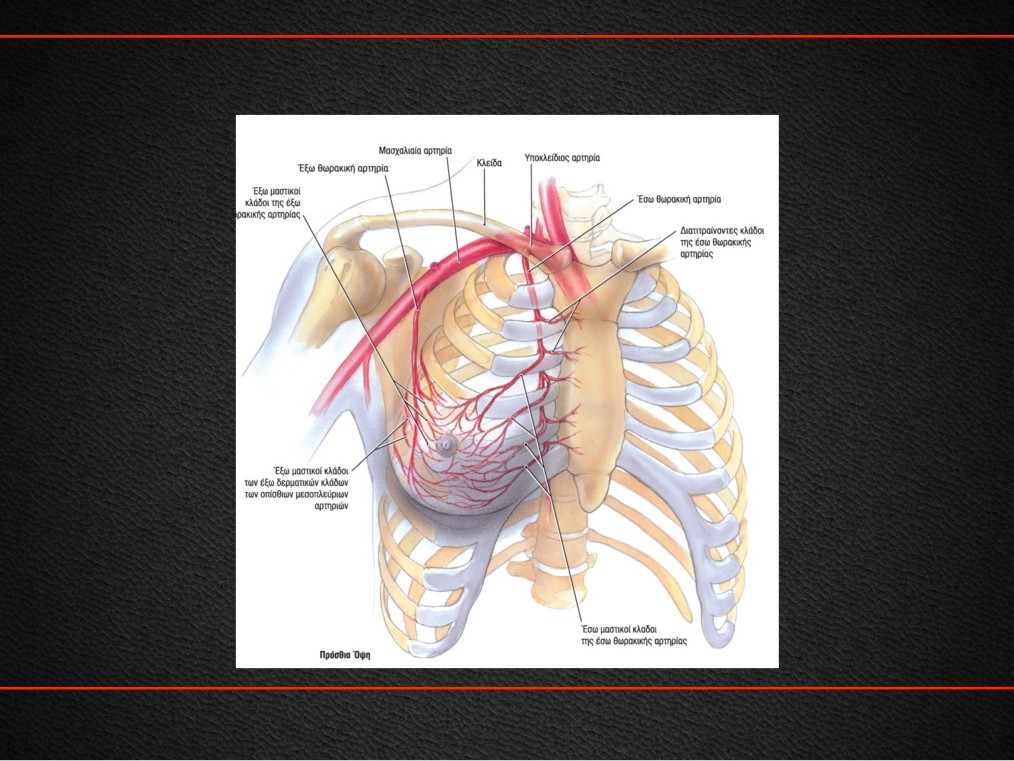 Μασχαλιαία αρτηρία
Έξω θωρακική αρτηρία
Κλείδα
Υποκλείδιος αρτηρία
Έξω μαστικοί
κλάδοι της έξω
ρακικής αρτηρίας
Έσω θωρακική αρτηρία
Διατιτραίνοντες κλάδοι
της έσω θωρακικής
αρτηρίας
Έξω μαστικοί κλάδοι
των έξω δερματικών κλάδων
των οπίσθιων μεσοπλεύριων
αρτηριών
Έσω μαστικοί κλαδοι
της έσω θωρακικής αρτηρίας
Πρόσθια Όψη